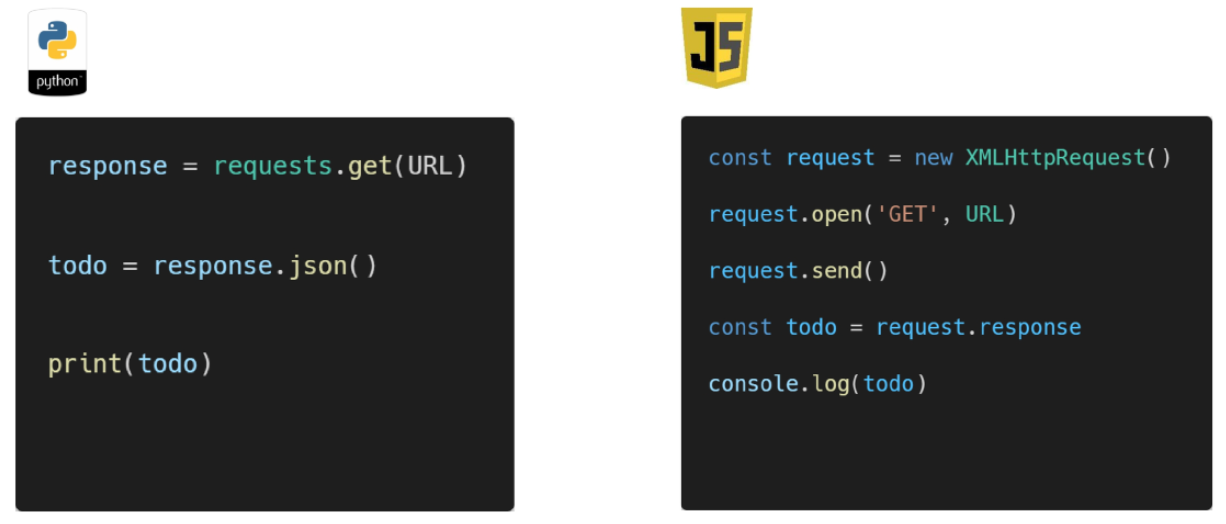 python
response = requests.get(URL)
todo = response.json()
print(todo)
JS
const request = new XMLHttpRequest()
request.open('GET', URL)
request.send()
const todo = request.response
console.log(todo)